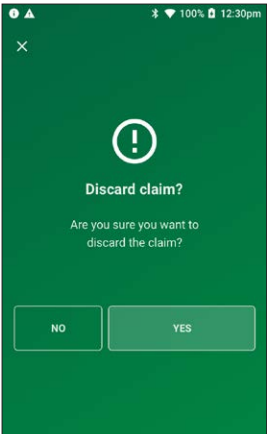 100% 12:30pm
Discard claim?
Are you sure you want to
discard the claim?
NO YES